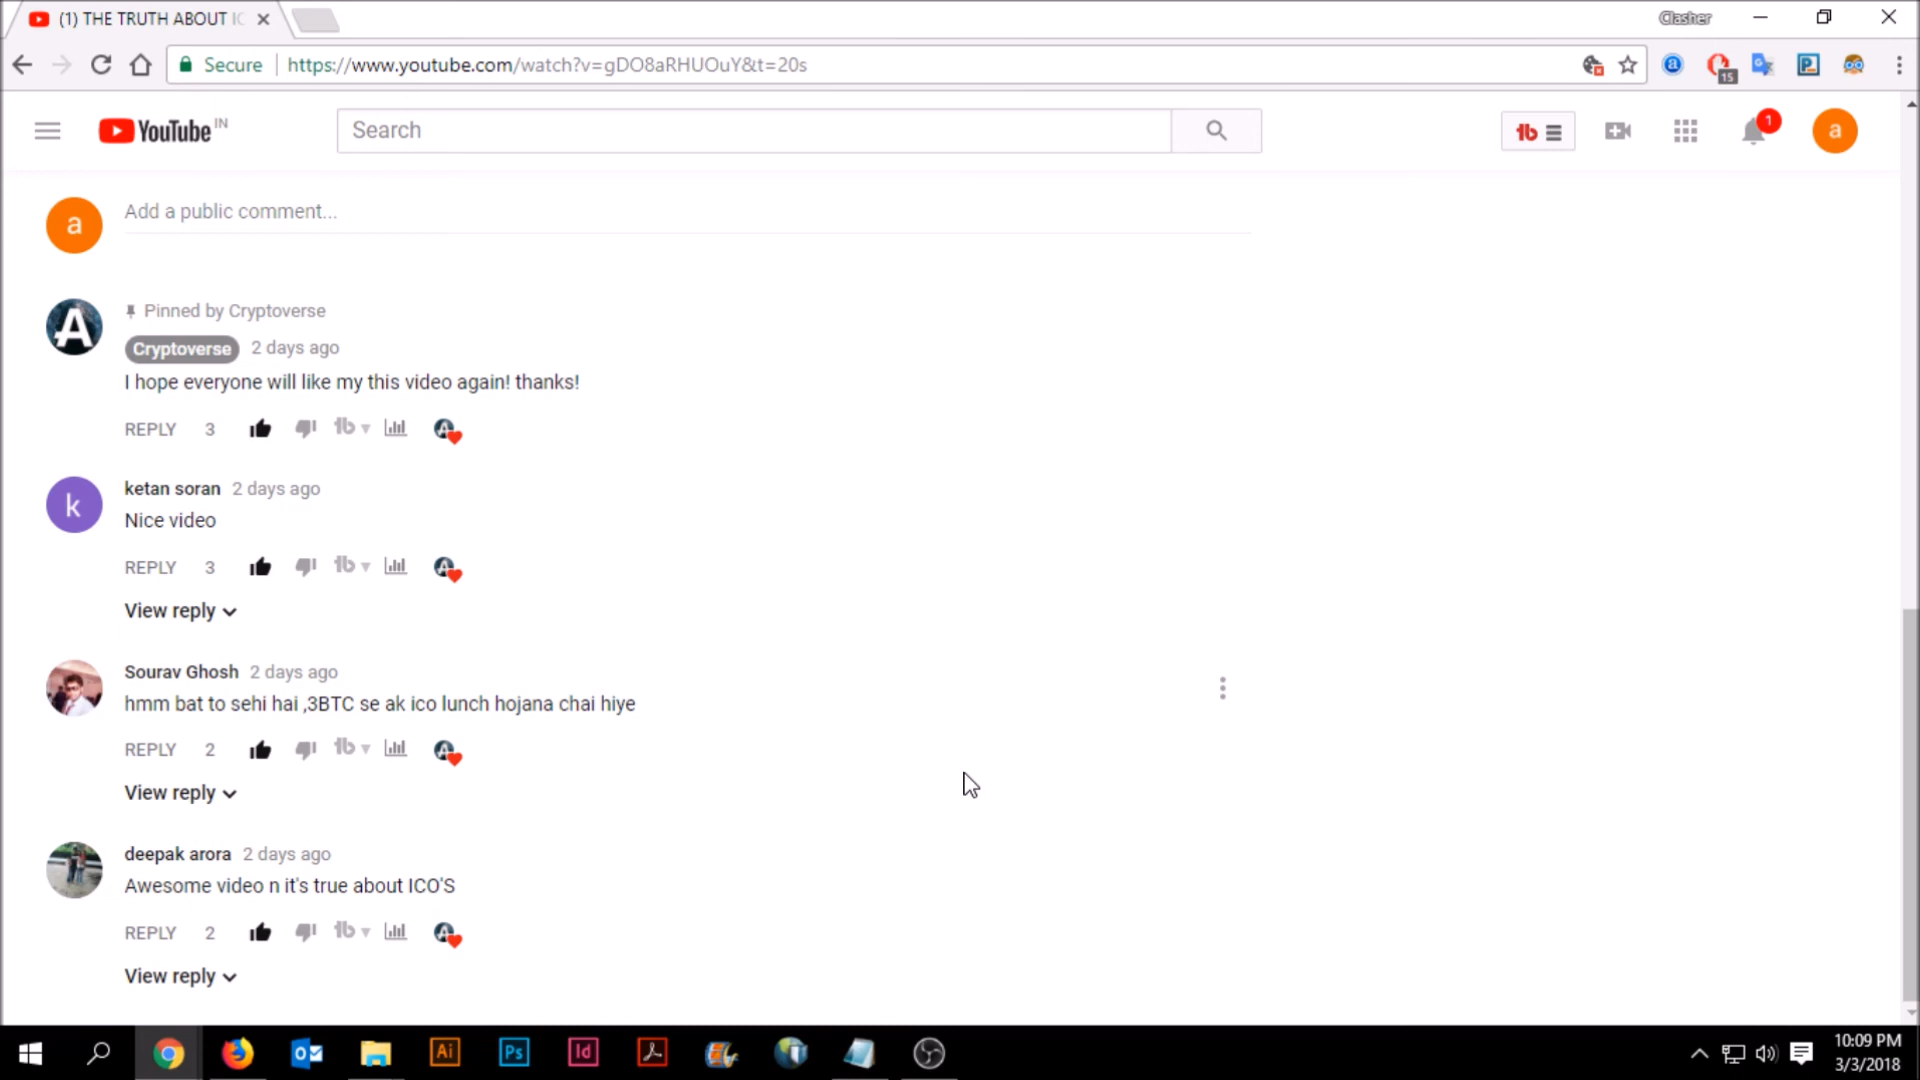 (1) THE TRUTH ABOUT IC
Clasher
Secure
https://www.youtube.com/watch?v=gDO8aRHUOuY&t=20s
15
YouTube IN
Search
1
a
a
Add a public comment...
Pinned by Cryptoverse
A
Cryptoverse 2 days ago
I hope everyone will like my this video again! thanks!
REPLY 3
k
ketan soran 2 days ago
Nice video
REPLY 3
View reply
Sourav Ghosh 2 days ago
hmm bat to sehi hai ,3BTC se ak ico lunch hojana chai hiye
REPLY 2
View reply
deepak arora 2 days ago
Awesome video n it's true about ICO'S
REPLY 2
View reply
Ai Ps Id
10:09 PM
3/3/2018